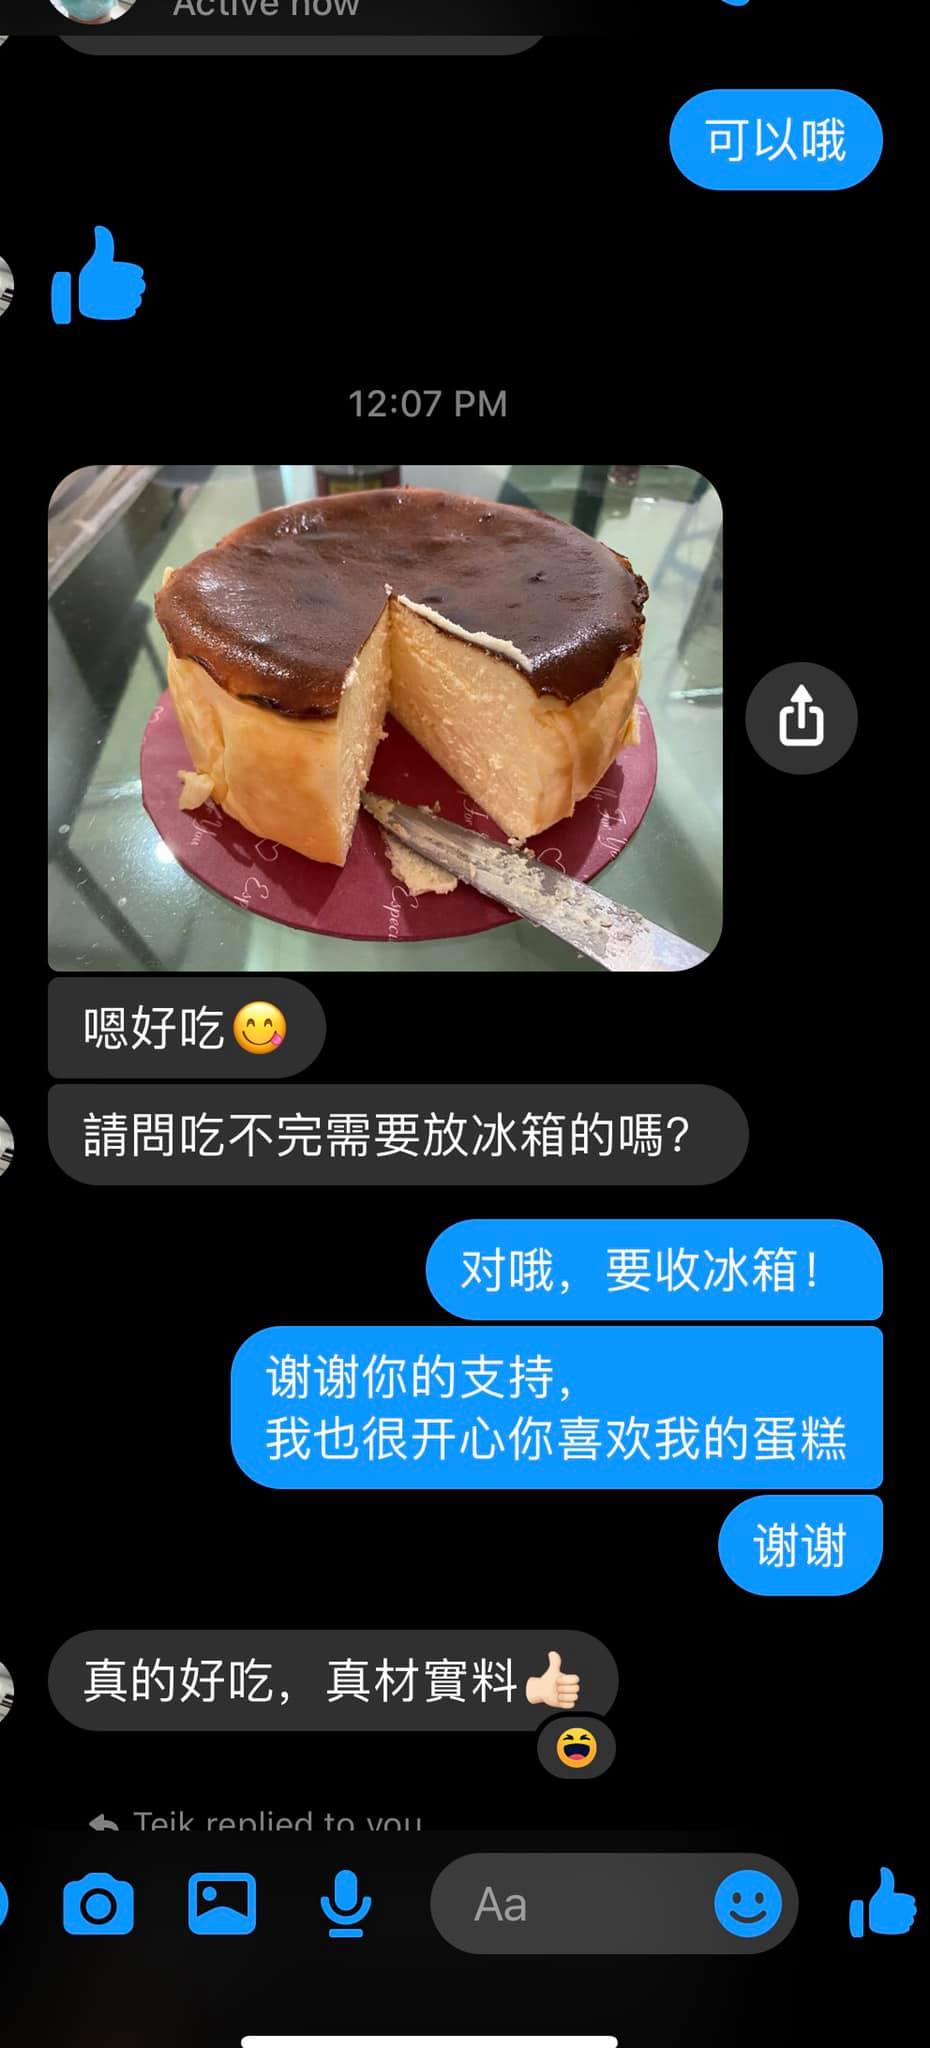 Active now
可以哦
12:07 PM
嗯好吃😋
請問吃不完需要放冰箱的嗎?
对哦，要收冰箱！
谢谢你的支持，
我也很开心你喜欢我的蛋糕
谢谢
真的好吃，真材實料👍🏻
Teik replied to you
Aa